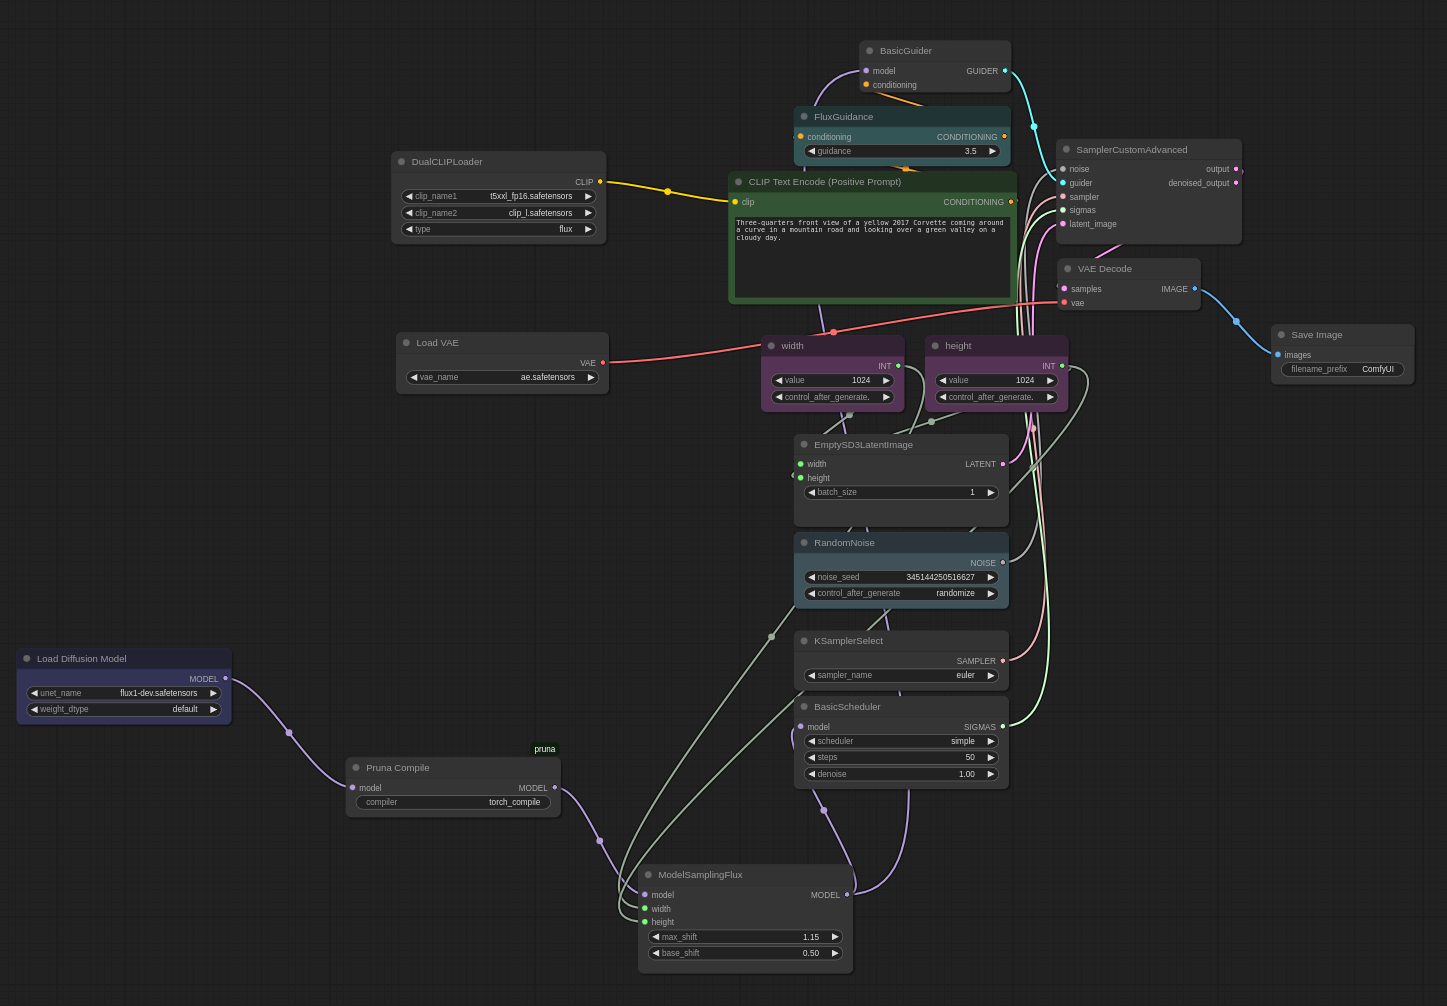 BasicGuider
model GUIDER
conditioning
FluxGuidance
conditioning CONDITIONING
guidance 3.5
DualCLIPLoader
CLIP
clip_name1 t5xxl_fp16.safetensors
clip_name2 clip_l.safetensors
type flux
CLIP Text Encode (Positive Prompt)
clip CONDITIONING
Three-quarters front view of a yellow 2017 Corvette coming around
a curve in a mountain road and looking over a green valley on a
cloudy day.
SamplerCustomAdvanced
noise output
guider denoised_output
sampler
sigmas
latent_image
VAE Decode
samples IMAGE
vae
Save Image
images
filename_prefix ComfyUI
Load VAE
VAE
vae_name ae.safetensors
width
INT
value 1024
control_after_generate.
height
INT
value 1024
control_after_generate.
EmptySD3LatentImage
width LATENT
height
batch_size 1
RandomNoise
NOISE
noise_seed 345144250516627
control_after_generate randomize
KSamplerSelect
SAMPLER
sampler_name euler
BasicScheduler
model SIGMAS
scheduler simple
steps 50
denoise 1.00
Load Diffusion Model
MODEL
unet_name flux1-dev.safetensors
weight_dtype default
pruna
Pruna Compile
model MODEL
compiler torch_compile
ModelSamplingFlux
model MODEL
width
height
max_shift 1.15
base_shift 0.50